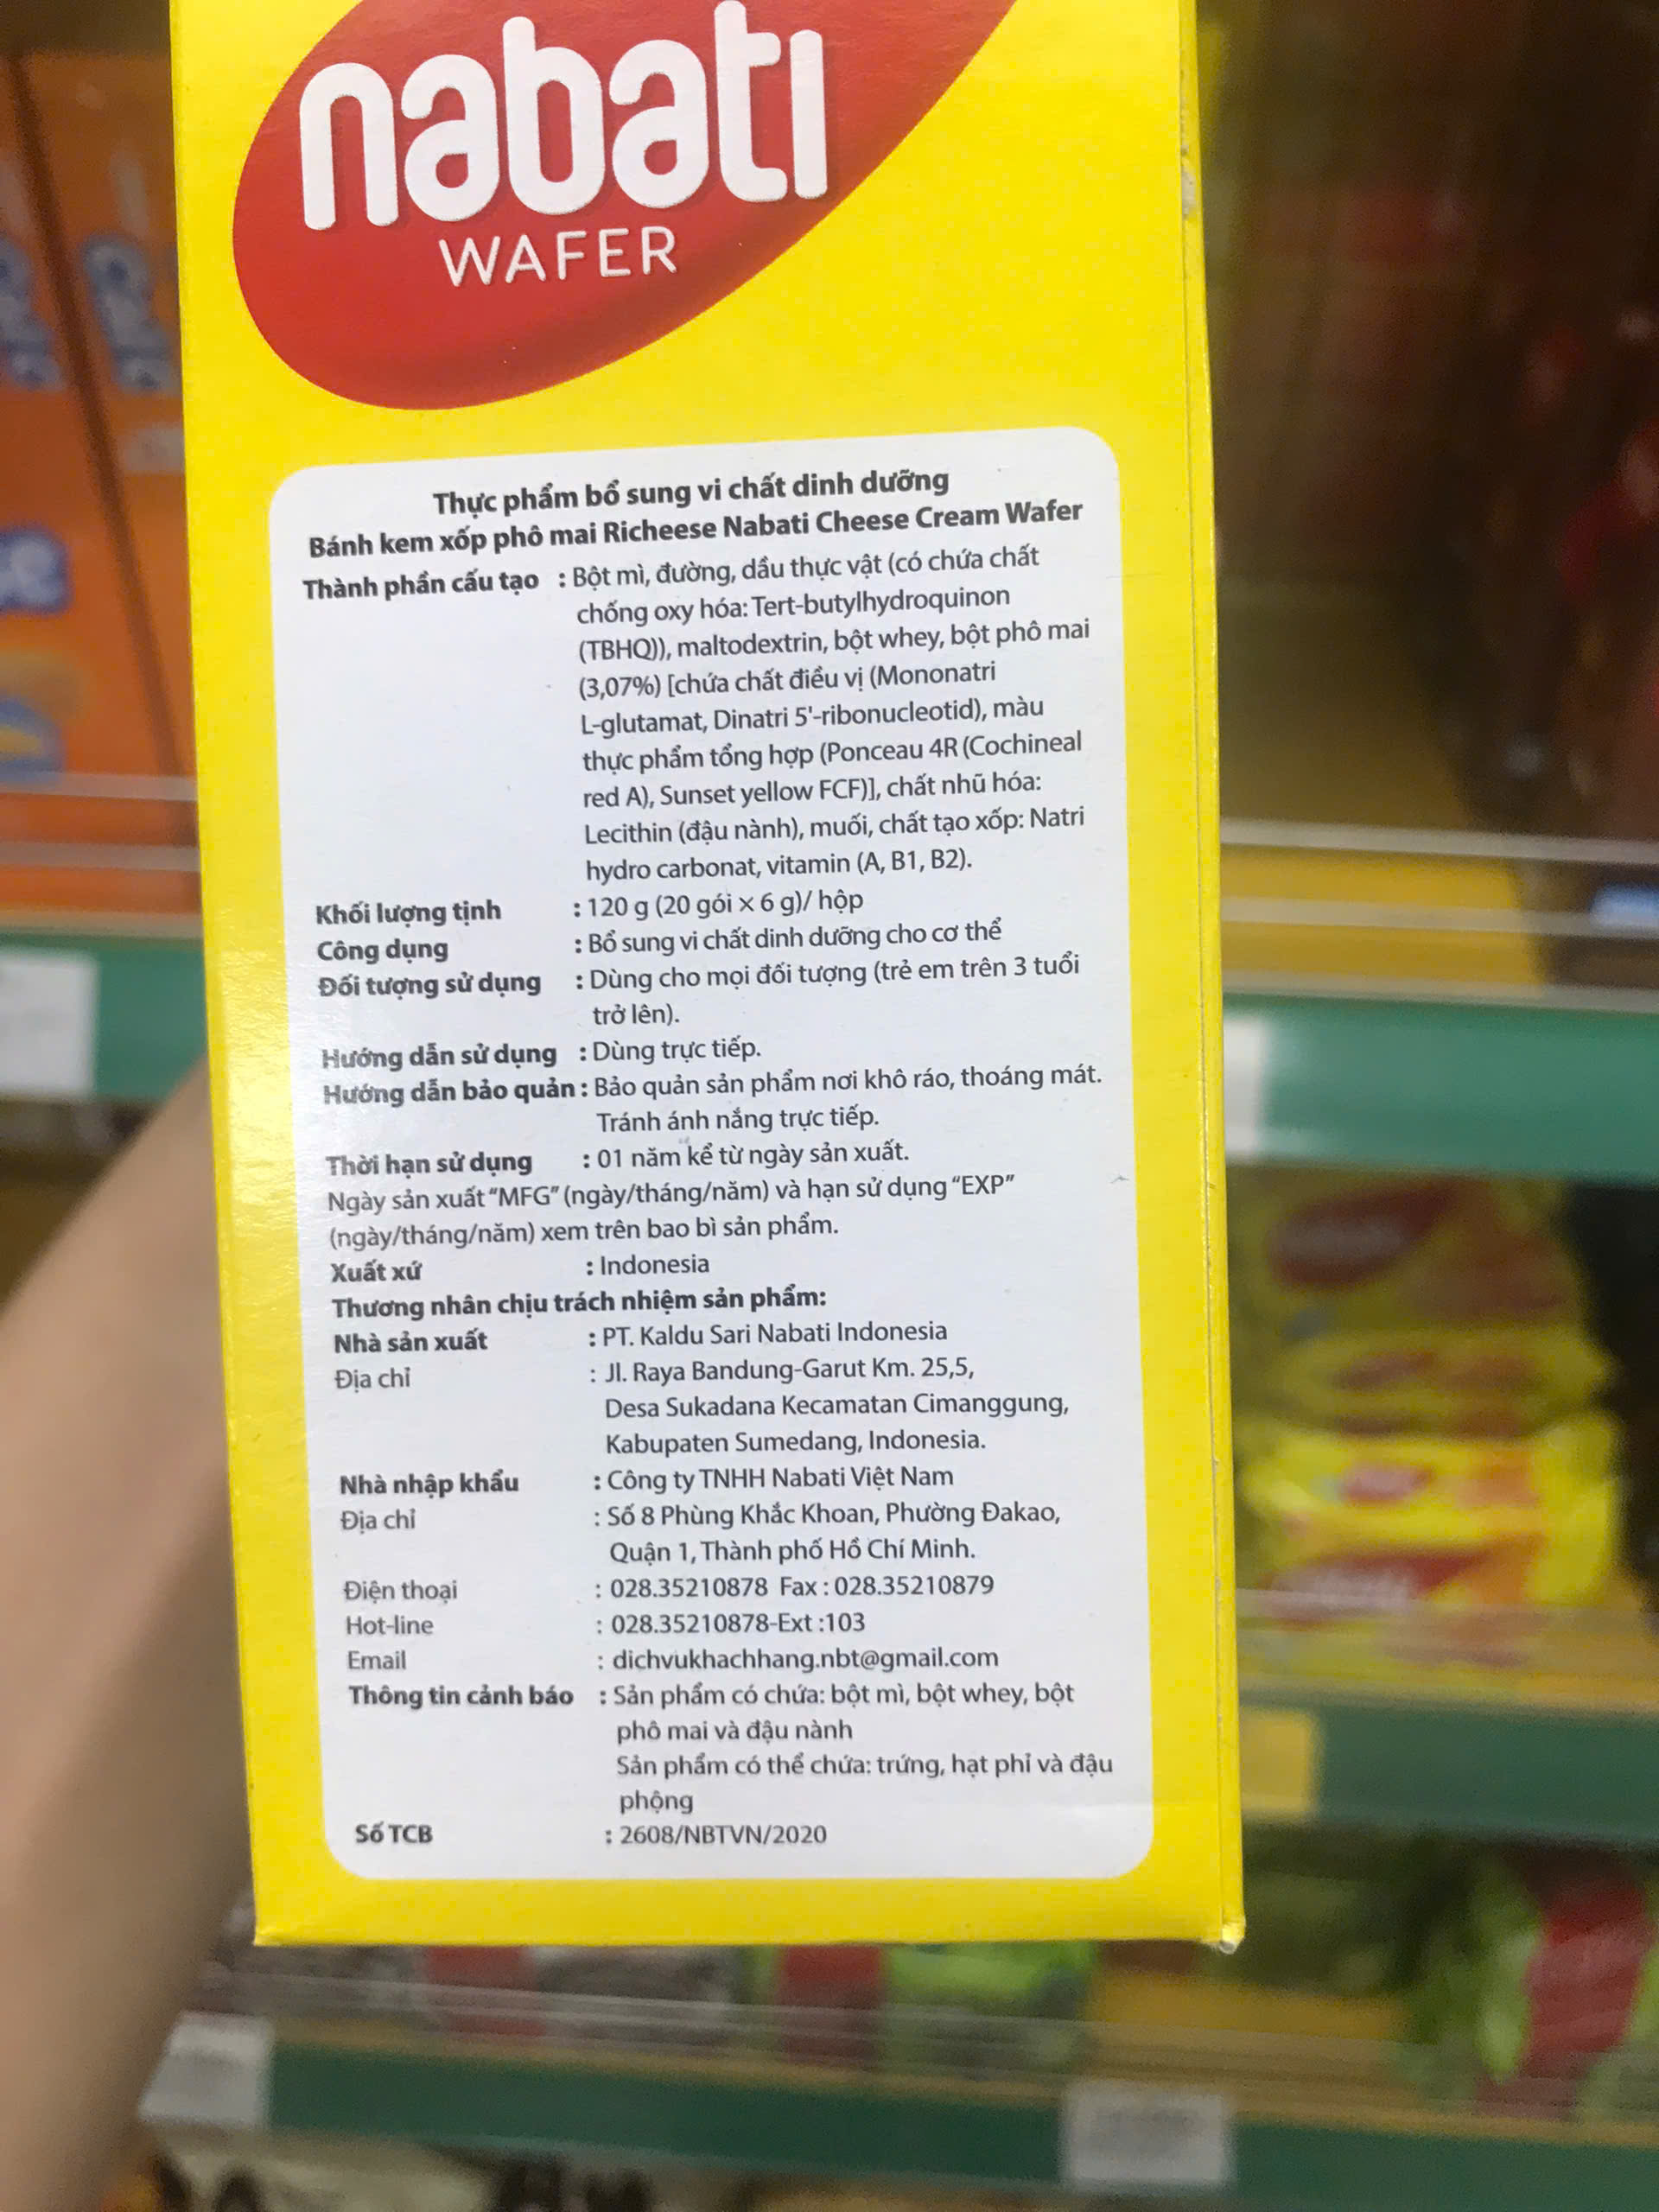 nabati
WAFER
Thực phẩm bổ sung vi chất dinh dưỡng
Bánh kem xốp phô mai Richeese Nabati Cheese Cream Wafer
Thành phần cấu tạo : Bột mì, đường, dầu thực vật (có chứa chất
chống oxy hóa: Tert-butylhydroquinon
(TBHQ)), maltodextrin, bột whey, bột phô mai
(3,07%) [chứa chất điều vị (Mononatri
L-glutamat, Dinatri 5'-ribonucleotid), màu
thực phẩm tổng hợp (Ponceau 4R (Cochineal
red A), Sunset yellow FCF)], chất nhũ hóa:
Lecithin (đậu nành), muối, chất tạo xốp: Natri
hydro carbonat, vitamin (A, B1, B2).
Khối lượng tịnh : 120 g (20 gói × 6 g)/ hộp
Công dụng : Bổ sung vi chất dinh dưỡng cho cơ thể
Đối tượng sử dụng : Dùng cho mọi đối tượng (trẻ em trên 3 tuổi
trở lên).
Hướng dẫn sử dụng : Dùng trực tiếp.
Hướng dẫn bảo quản : Bảo quản sản phẩm nơi khô ráo, thoáng mát.
Tránh ánh nắng trực tiếp.
Thời hạn sử dụng : 01 năm kể từ ngày sản xuất.
Ngày sản xuất "MFG" (ngày/tháng/năm) và hạn sử dụng "EXP"
(ngày/tháng/năm) xem trên bao bì sản phẩm.
Xuất xứ : Indonesia
Thương nhân chịu trách nhiệm sản phẩm:
Nhà sản xuất : PT. Kaldu Sari Nabati Indonesia
Địa chỉ : Jl. Raya Bandung-Garut Km. 25,5,
Desa Sukadana Kecamatan Cimanggung,
Kabupaten Sumedang, Indonesia.
Nhà nhập khẩu : Công ty TNHH Nabati Việt Nam
Địa chỉ : Số 8 Phùng Khắc Khoan, Phường Đakao,
Quận 1, Thành phố Hồ Chí Minh.
Điện thoại : 028.35210878 Fax : 028.35210879
Hot-line : 028.35210878-Ext :103
Email : dichvukhachhang.nbt@gmail.com
Thông tin cảnh báo : Sản phẩm có chứa: bột mì, bột whey, bột
phô mai và đậu nành
Sản phẩm có thể chứa: trứng, hạt phỉ và đậu
phộng
Số TCB : 2608/NBTVN/2020